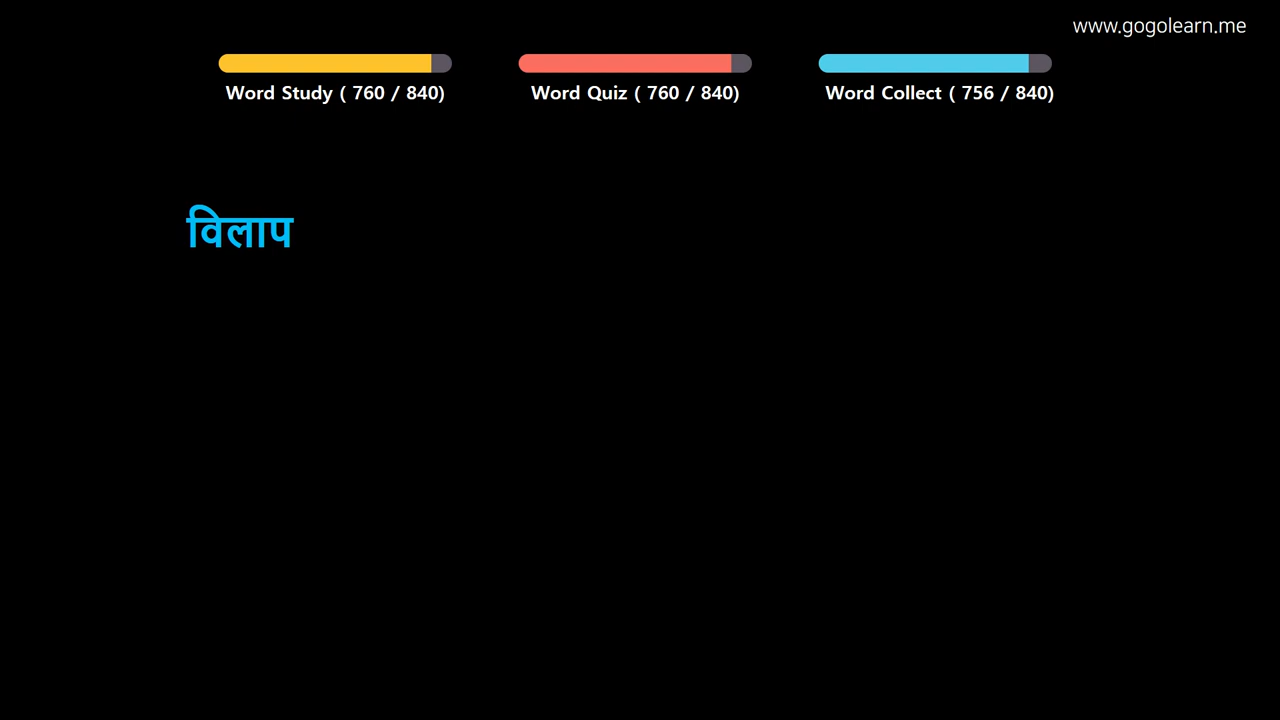 www.gogolearn.me
Word Study ( 760 / 840)
Word Quiz ( 760 / 840)
Word Collect ( 756 / 840)
विलाप